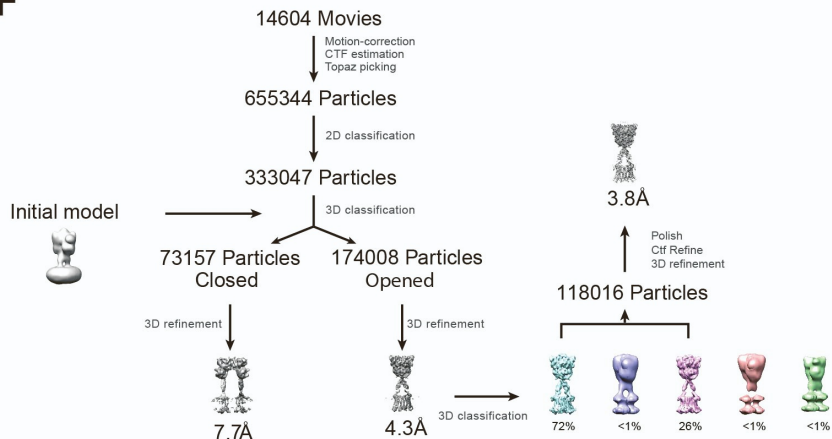 14604 Movies
Motion-correction
CTF estimation
Topaz picking
655344 Particles
2D classification
333047 Particles
3D classification
Initial model
73157 Particles
Closed
174008 Particles
Opened
3D refinement
3D refinement
7.7Å
4.3Å
3D classification
72%
<1%
26%
<1%
<1%
118016 Particles
Polish
Ctf Refine
3D refinement
3.8Å